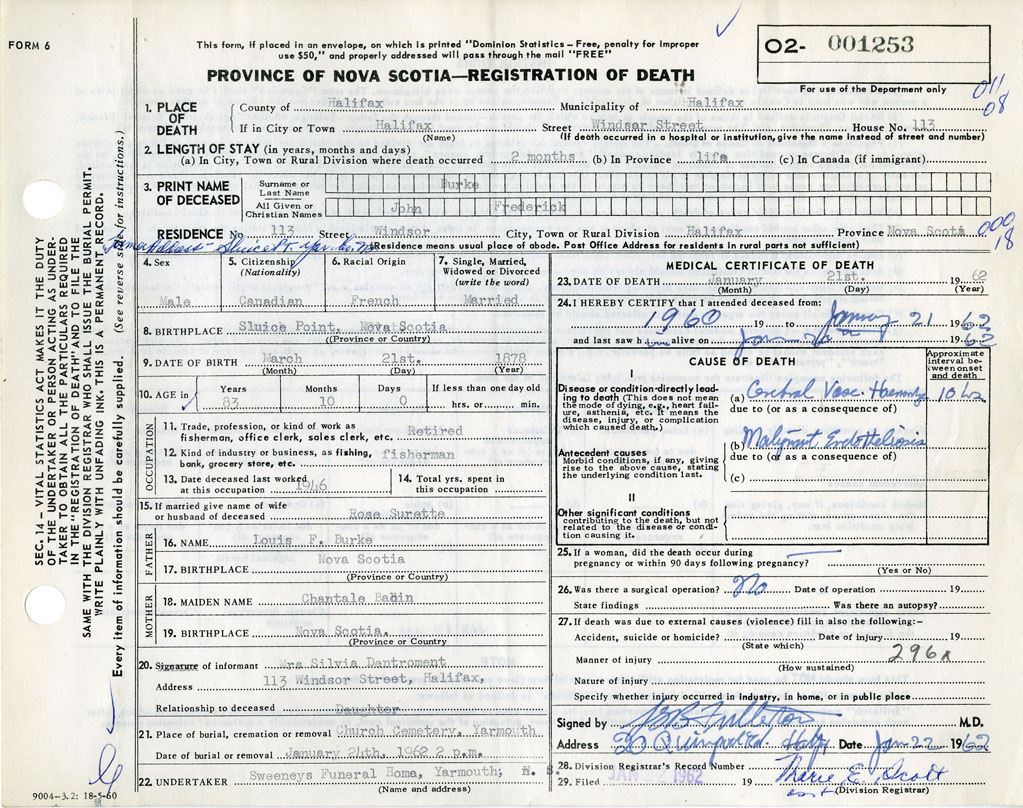 FORM 6
This form, if placed in an envelope, on which is printed "Dominion Statistics – Free, penalty for improper
use $50," and properly addressed will pass through the mail "FREE"
PROVINCE OF NOVA SCOTIA—REGISTRATION OF DEATH
02- 001253
For use of the Department only
011
08
1. PLACE OF DEATH
County of Halifax Municipality of Halifax
If in City or Town Halifax Street Windsor Street House No. 113
(Name) (If death occurred in hospital or institution, give the name instead of street and number)
2. LENGTH OF STAY (in years, months and days)
(a) In City, Town or Rural Division where death occurred 2 months (b) In Province life (c) In Canada (if immigrant)
3. PRINT NAME OF DECEASED
Surname or Last Name Burke
All Given or Christian Names John Frederick
RESIDENCE No. 113 Street Windsor City, Town or Rural Division Halifax Province Nova Scotia
000
18
(Residence means usual place of abode. Post Office Address for residents in rural parts not sufficient)
4. Sex
Male
5. Citizenship (Nationality)
Canadian
6. Racial Origin
French
7. Single, Married, Widowed or Divorced (write the word)
Married
8. BIRTHPLACE Sluice Point, Nova Scotia
(Province or Country)
9. DATE OF BIRTH March 21st. 1878
(Month) (Day) (Year)
10. AGE in
Years Months Days If less than one day old
83 10 0 hrs. or min.
OCCUPATION
11. Trade, profession, or kind of work as
fisherman, office clerk, sales clerk, etc. Retired
12. Kind of industry or business, as fishing,
bank, grocery store, etc. fisherman
13. Date deceased last worked
at this occupation 1946
14. Total yrs. spent in
this occupation
15. If married give name of wife
or husband of deceased Rose Surette
FATHER
16. NAME Louis F. Burke
17. BIRTHPLACE Nova Scotia
(Province or Country)
MOTHER
18. MAIDEN NAME Chantale Babin
19. BIRTHPLACE Nova Scotia.
(Province or Country)
20. Signature of informant Mrs Silvia Dantroment
Address 113 Windsor Street, Halifax,
Relationship to deceased Daughter
21. Place of burial, cremation or removal Church Cemetery, Yarmouth
Date of burial or removal January 24th, 1962 2 p.m.
22. UNDERTAKER Sweeneys Funeral Home, Yarmouth; N. S.
(Name and address)
MEDICAL CERTIFICATE OF DEATH
23. DATE OF DEATH January 21st. 1962
(Month) (Day) (Year)
24. I HEREBY CERTIFY that I attended deceased from:
1960 19 to January 21 1962
and last saw him alive on Jan 1962
CAUSE OF DEATH
Approximate interval between onset and death
I
Disease or condition directly leading to death (This does not mean the mode of dying, e.g., heart failure, asthenia, etc. It means the disease, injury, or complication which caused death.)
(a) Cerebral Vasc. Haemorrhage 10 hrs
due to (or as a consequence of)
Antecedent causes
Morbid conditions, if any, giving rise to the above cause, stating the underlying condition last.
(b) Malignant Endotheliosis
due to (or as a consequence of)
(c)
II
Other significant conditions
contributing to the death, but not related to the disease or condition causing it.
25. If a woman, did the death occur during
pregnancy or within 90 days following pregnancy?
(Yes or No)
26. Was there a surgical operation? No Date of operation 19
State findings Was there an autopsy?
27. If death was due to external causes (violence) fill in also the following:-
Accident, suicide or homicide? Date of injury 19
(State which)
296x
Manner of injury
(How sustained)
Nature of injury
Specify whether injury occurred in industry, in home, or in public place
Signed by Fullerton M.D.
Address Date Jan 22 1962
28. Division Registrar's Record Number
29. Filed JAN 22 1962 19 Marie E. Scott
asst (Division Registrar)
SEC. 14 – VITAL STATISTICS ACT MAKES IT THE DUTY
OF THE UNDERTAKER OR PERSON ACTING AS UNDER-
TAKER TO OBTAIN ALL THE PARTICULARS REQUIRED
IN THE "REGISTRATION OF DEATH" AND TO FILE THE
SAME WITH THE DIVISION REGISTRAR WHO SHALL ISSUE THE BURIAL PERMIT.
WRITE PLAINLY WITH UNFADING INK. THIS IS A PERMANENT RECORD.
Every item of information should be carefully supplied. (See reverse side for instructions.)
9004-3.2: 18-5-60